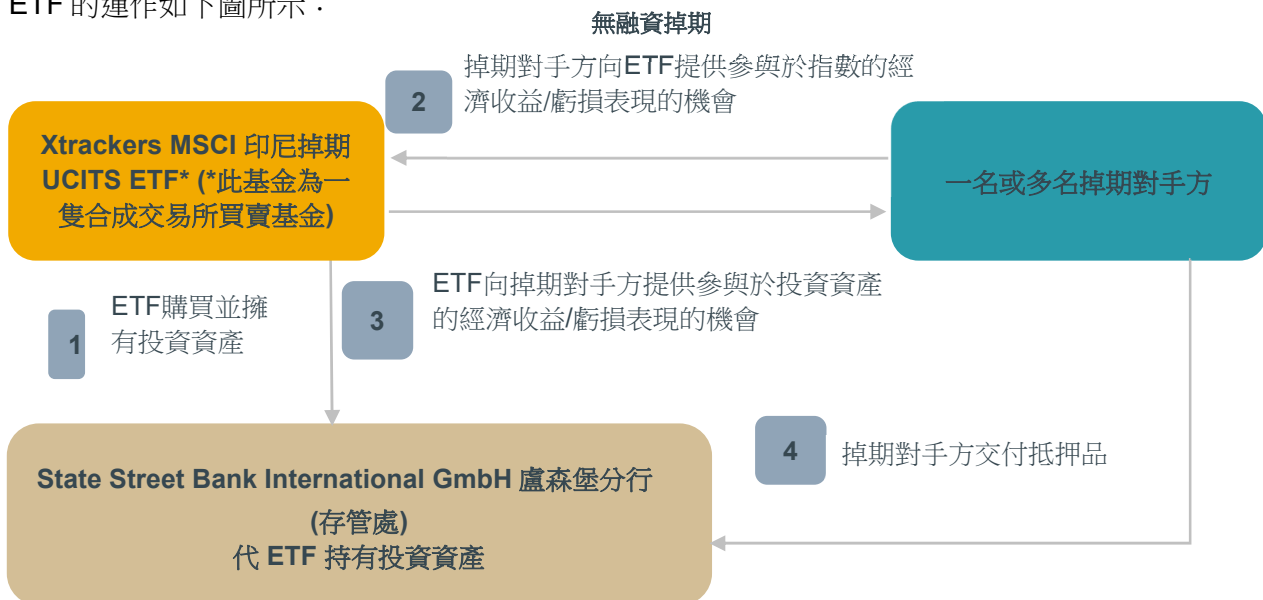 ETF 的運作如下圖所示：
無融資掉期
2
掉期對手方向ETF提供參與於指數的經
濟收益/虧損表現的機會
Xtrackers MSCI 印尼掉期
UCITS ETF* (*此基金為一
隻合成交易所買賣基金)
一名或多名掉期對手方
1
ETF購買並擁
有投資資產
3
ETF向掉期對手方提供參與於投資資產
的經濟收益/虧損表現的機會
4
掉期對手方交付抵押品
State Street Bank International GmbH 盧森堡分行
(存管處)
代 ETF 持有投資資產